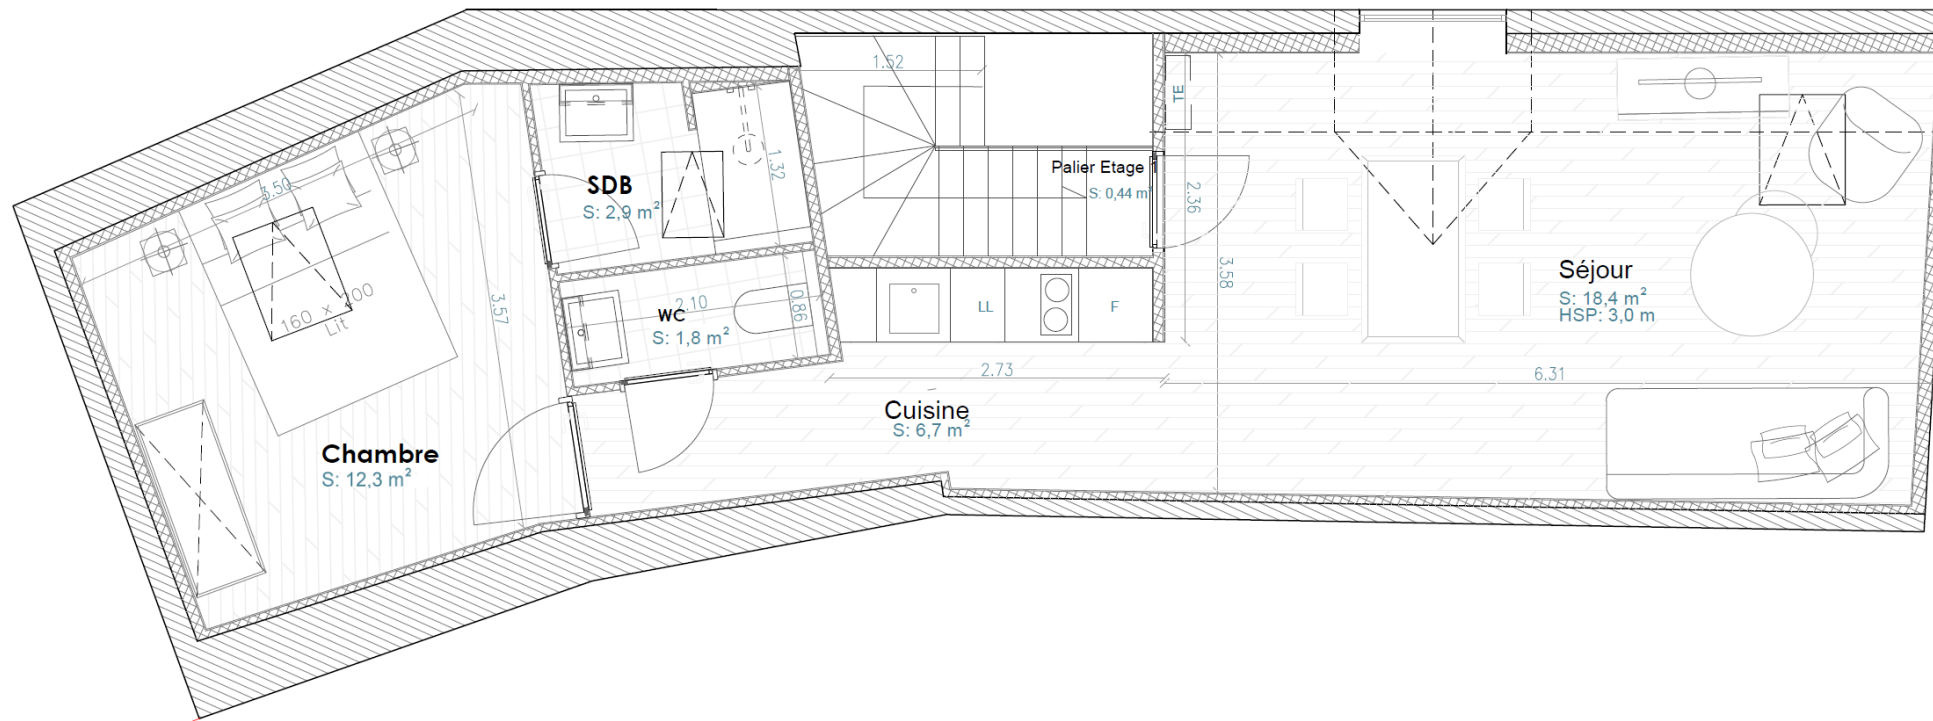 1.52
TE
Palier Etage 1
S: 0,44 m²
2.36
1.32
SDB
S: 2,9 m²
3.50
160 x 200
Lit
3.57
2.10
0.86
WC
S: 1,8 m²
LL
F
3.58
Séjour
S: 18,4 m²
HSP: 3,0 m
2.73
6.31
Cuisine
S: 6,7 m²
Chambre
S: 12,3 m²